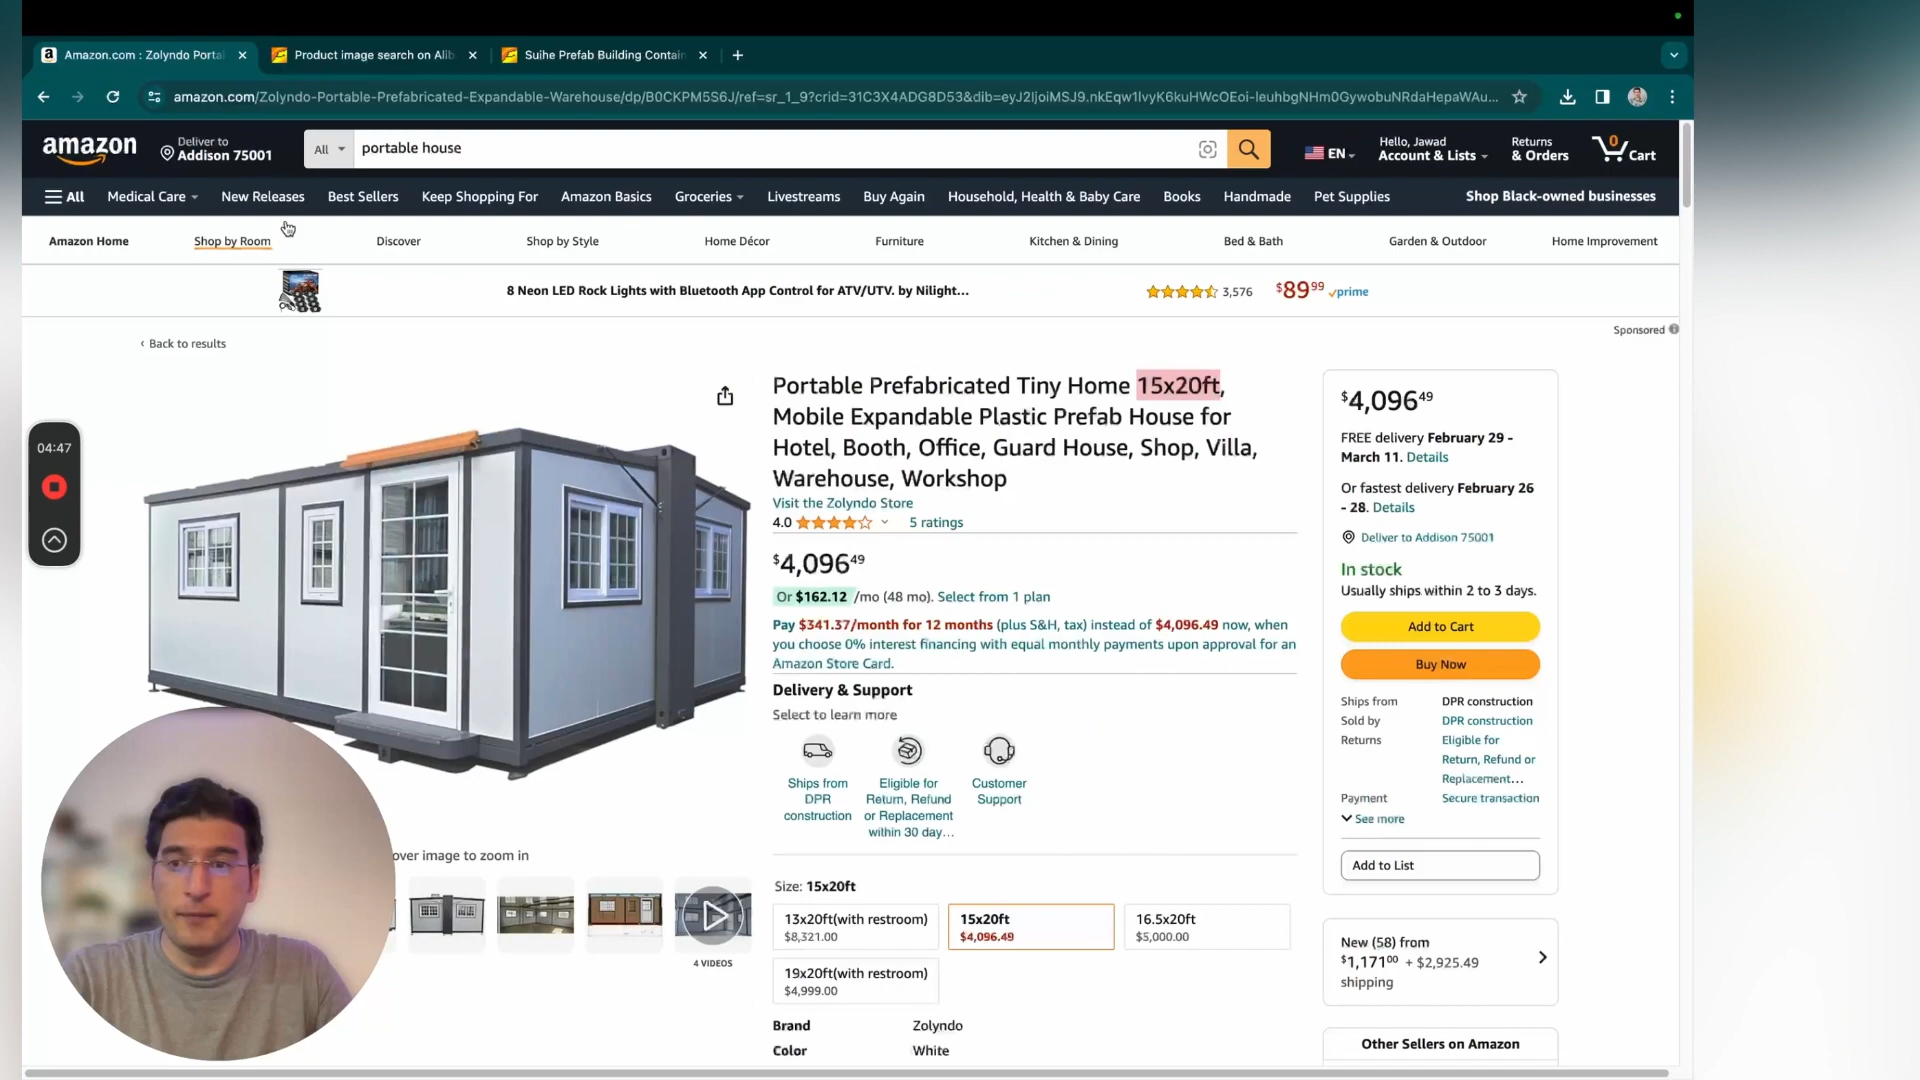 Amazon.com : Zolyndo Porta
Product image search on Alib
Suihe Prefab Building Contain
amazon.com/Zolyndo-Portable-Prefabricated-Expandable-Warehouse/dp/B0CKPM5S6J/ref=sr_1_9?crid=31C3X4ADG8D53&dib=eyJ2IjoiMSJ9.nkEqw1lvyK6kuHWcOEoi-leuhbgNHm0GywobuNRdaHepaWAu...
amazon
Deliver to
Addison 75001
All
portable house
EN
Hello, Jawad
Account & Lists
Returns
& Orders
0
Cart
All
Medical Care
New Releases
Best Sellers
Keep Shopping For
Amazon Basics
Groceries
Livestreams
Buy Again
Household, Health & Baby Care
Books
Handmade
Pet Supplies
Shop Black-owned businesses
Amazon Home
Shop by Room
Discover
Shop by Style
Home Décor
Furniture
Kitchen & Dining
Bed & Bath
Garden & Outdoor
Home Improvement
8 Neon LED Rock Lights with Bluetooth App Control for ATV/UTV. by Nilight...
3,576
$89 99
prime
Sponsored
‹ Back to results
04:47
Portable Prefabricated Tiny Home 15x20ft,
Mobile Expandable Plastic Prefab House for
Hotel, Booth, Office, Guard House, Shop, Villa,
Warehouse, Workshop
Visit the Zolyndo Store
4.0
5 ratings
$4,096 49
Or $162.12 /mo (48 mo). Select from 1 plan
Pay $341.37/month for 12 months (plus S&H, tax) instead of $4,096.49 now, when
you choose 0% interest financing with equal monthly payments upon approval for an
Amazon Store Card.
Delivery & Support
Select to learn more
Ships from
DPR
construction
Eligible for
Return, Refund
or Replacement
within 30 day...
Customer
Support
over image to zoom in
4 VIDEOS
Size: 15x20ft
13x20ft(with restroom)
$8,321.00
15x20ft
$4,096.49
16.5x20ft
$5,000.00
19x20ft(with restroom)
$4,999.00
Brand
Zolyndo
Color
White
$4,096 49
FREE delivery February 29 -
March 11. Details
Or fastest delivery February 26
- 28. Details
Deliver to Addison 75001
In stock
Usually ships within 2 to 3 days.
Add to Cart
Buy Now
Ships from
DPR construction
Sold by
DPR construction
Returns
Eligible for
Return, Refund or
Replacement...
Payment
Secure transaction
See more
Add to List
New (58) from
$1,171 00 + $2,925.49
shipping
Other Sellers on Amazon